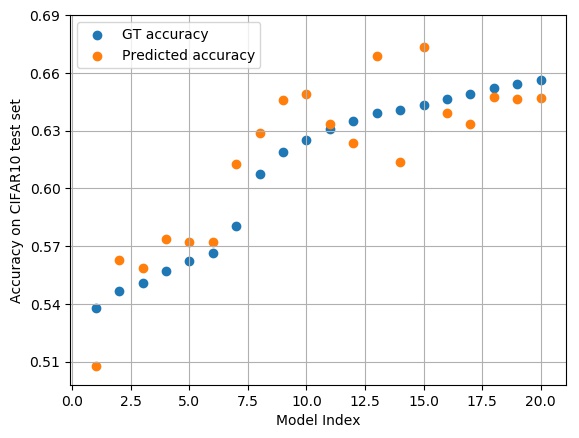 GT accuracy
Predicted accuracy
Accuracy on CIFAR10 test set
0.69
0.66
0.63
0.60
0.57
0.54
0.51
0.0 2.5 5.0 7.5 10.0 12.5 15.0 17.5 20.0
Model Index